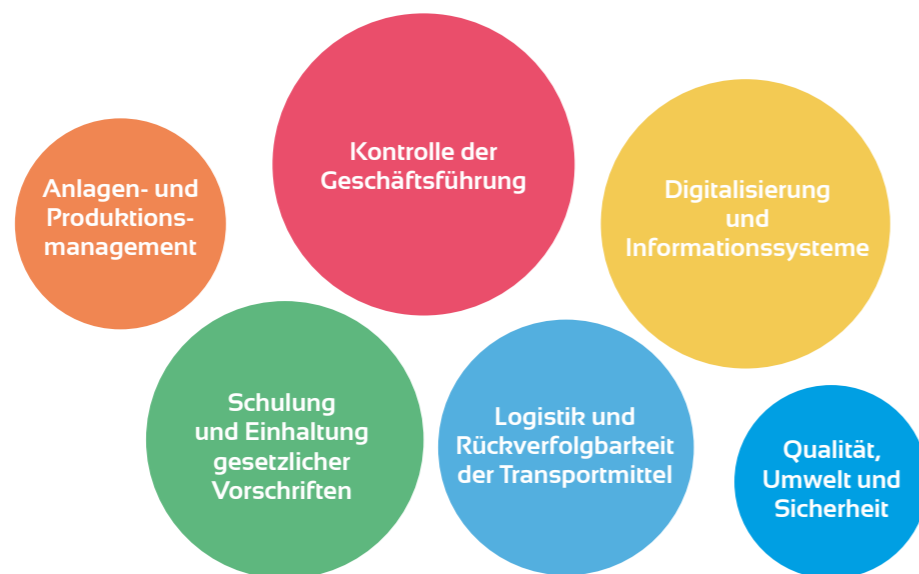 Anlagen- und
Produktions-
management
Kontrolle der
Geschäftsführung
Digitalisierung
und
Informationssysteme
Schulung
und Einhaltung
gesetzlicher
Vorschriften
Logistik und
Rückverfolgbarkeit
der Transportmittel
Qualität,
Umwelt und
Sicherheit